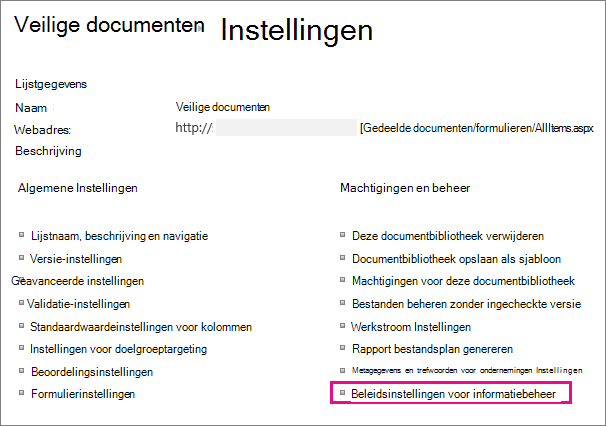 Veilige documenten Instellingen
Lijstgegevens
Naam Veilige documenten
Webadres: http:/: [Gedeelde documenten/formulieren/AllItems.aspx
Beschrijving
Algemene Instellingen
Lijstnaam, beschrijving en navigatie
Versie-instellingen
Geavanceerde instellingen
Validatie-instellingen
Standaardwaardeinstellingen voor kolommen
Instellingen voor doelgroeptargeting
Beoordelingsinstellingen
Formulierinstellingen
Machtigingen en beheer
Deze documentbibliotheek verwijderen
Documentbibliotheek opslaan als sjabloon
Machtigingen voor deze documentbibliotheek
Bestanden beheren zonder ingecheckte versie
Werkstroom Instellingen
Rapport bestandsplan genereren
Metagegevens en trefwoorden voor ondernemingen Instellingen
Beleidsinstellingen voor informatiebeheer